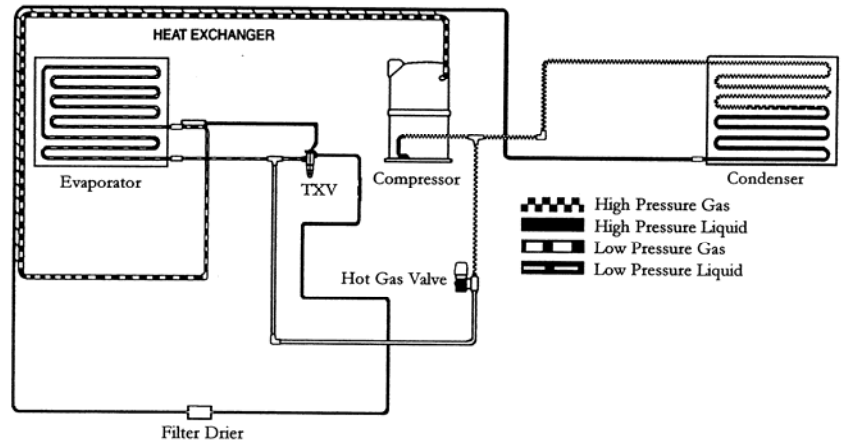 HEAT EXCHANGER
Evaporator
TXV
Compressor
Condenser
High Pressure Gas
High Pressure Liquid
Low Pressure Gas
Low Pressure Liquid
Hot Gas Valve
Filter Drier